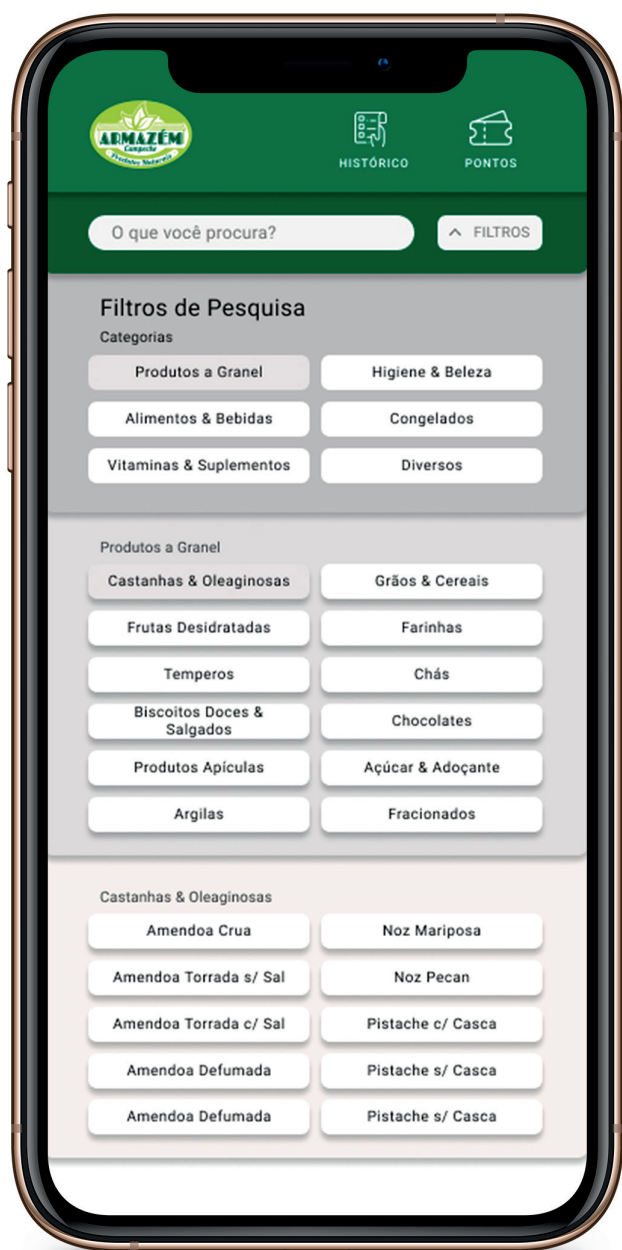 ARMAZÉM
Campeche
Produtos Naturais
HISTÓRICO
PONTOS
O que você procura?
FILTROS
Filtros de Pesquisa
Categorias
Produtos a Granel
Higiene & Beleza
Alimentos & Bebidas
Congelados
Vitaminas & Suplementos
Diversos
Produtos a Granel
Castanhas & Oleaginosas
Grãos & Cereais
Frutas Desidratadas
Farinhas
Temperos
Chás
Biscoitos Doces &
Salgados
Chocolates
Produtos Apículas
Açúcar & Adoçante
Argilas
Fracionados
Castanhas & Oleaginosas
Amendoa Crua
Noz Mariposa
Amendoa Torrada s/ Sal
Noz Pecan
Amendoa Torrada c/ Sal
Pistache c/ Casca
Amendoa Defumada
Pistache s/ Casca
Amendoa Defumada
Pistache s/ Casca